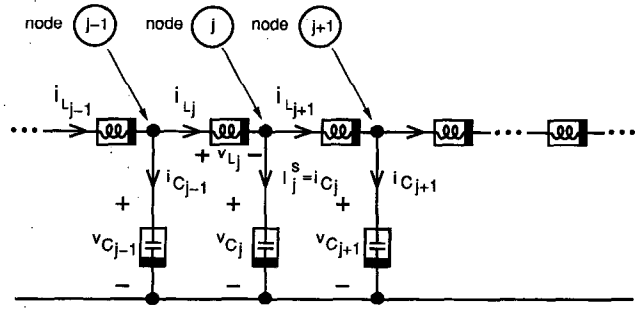 node j-1 node j node j+1
i_{L_{j-1}} i_{L_j} i_{L_{j+1}}
+ v_{L_j} −
i_{C_{j-1}} I_j^s=i_{C_j} i_{C_{j+1}}
+ + +
v_{C_{j-1}} v_{C_j} v_{C_{j+1}}
− − −